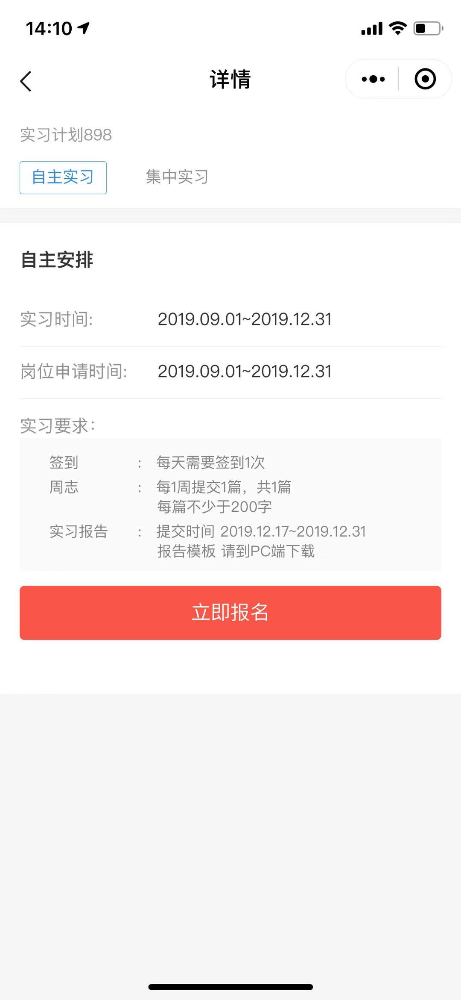 14:10
详情
实习计划898
自主实习 集中实习
自主安排
实习时间: 2019.09.01~2019.12.31
岗位申请时间: 2019.09.01~2019.12.31
实习要求：
签到 ： 每天需要签到1次
周志 ： 每1周提交1篇，共1篇
每篇不少于200字
实习报告 ： 提交时间 2019.12.17~2019.12.31
报告模板 请到PC端下载
立即报名